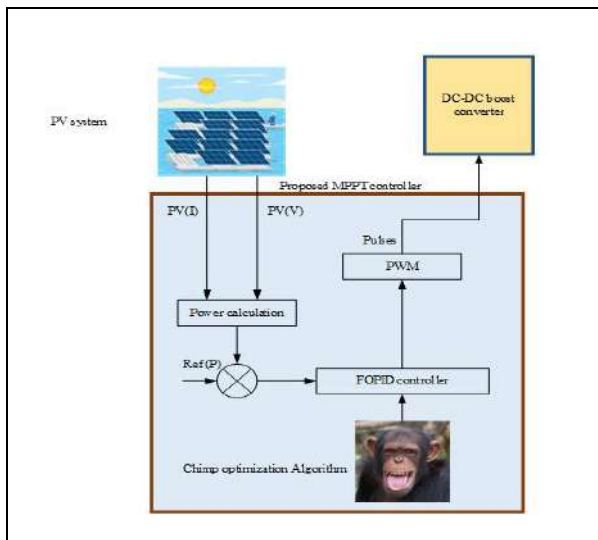 PV system
DC-DC boost
converter
Proposed MPPT controller
PV(I)
PV(V)
Pulses
PWM
Power calculation
Ref(P)
FOPID controller
Chimp optimization Algorithm